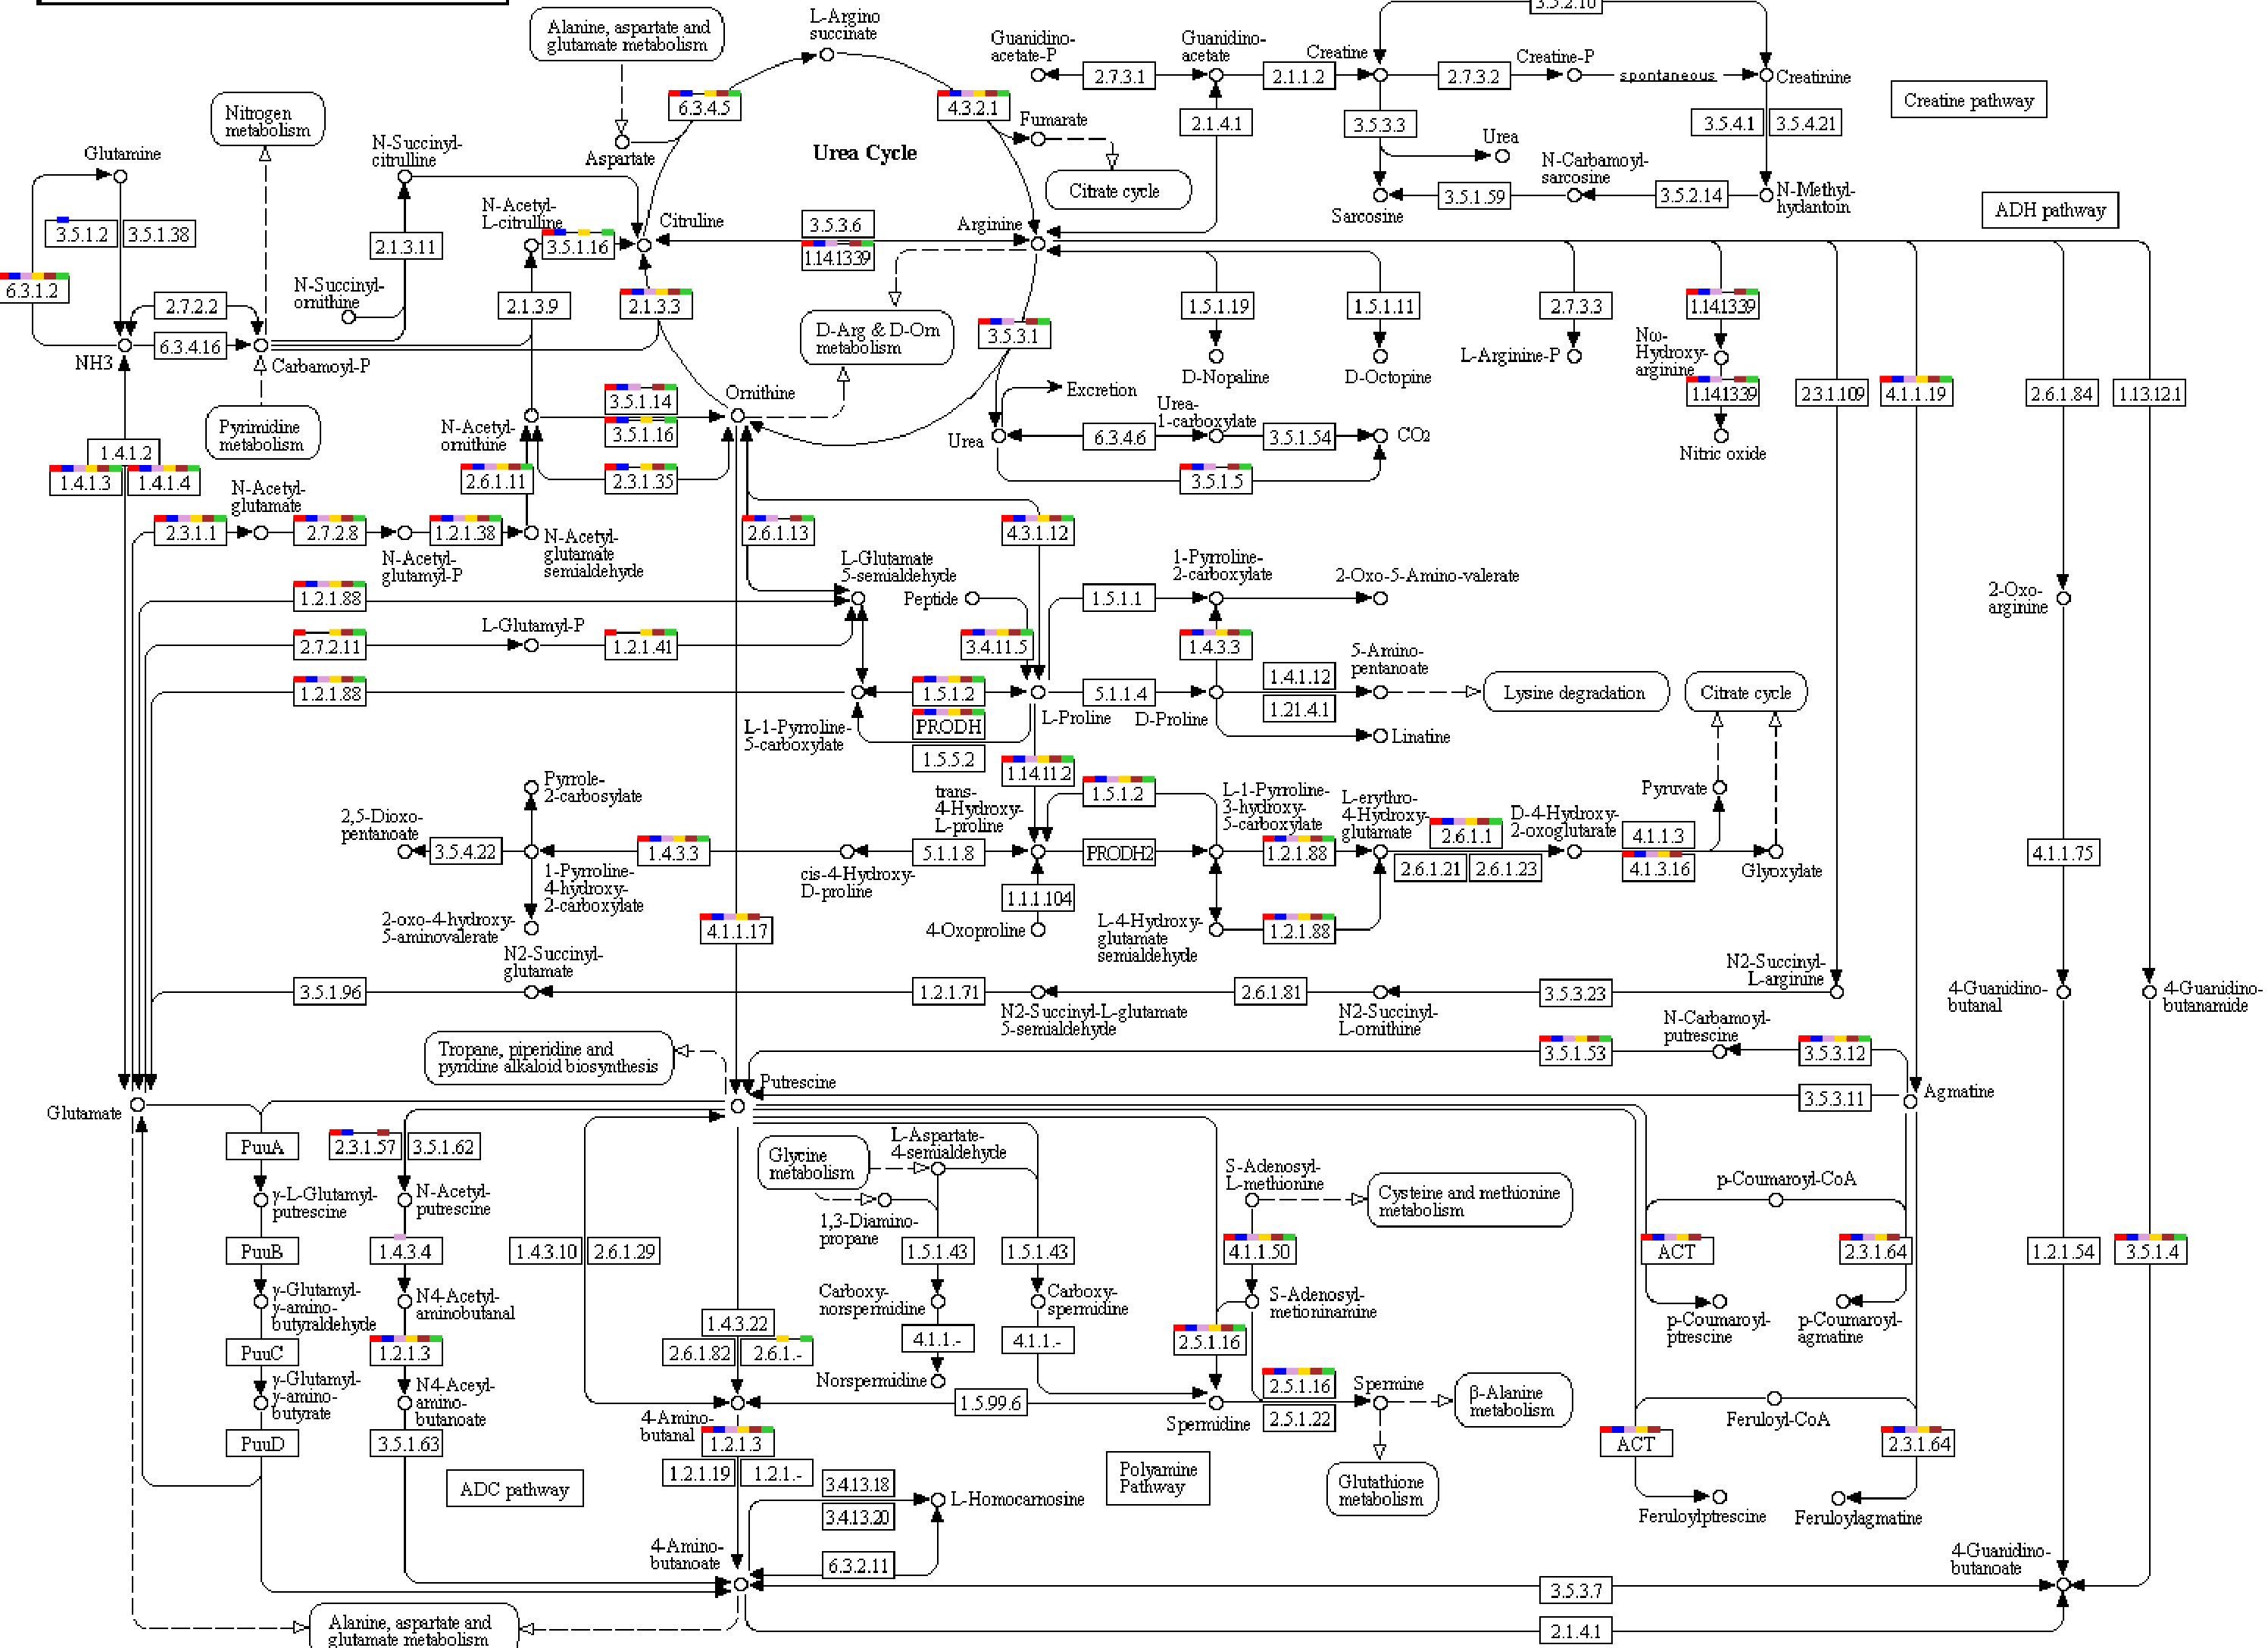 3.5.2.10
Alanine, aspartate and
glutamate metabolism
L-Argino
succinate
Guanidino-
acetate-P
Guanidino-
acetate
Creatine
Creatine-P
2.7.3.1
2.1.1.2
2.7.3.2
spontaneous
Creatinine
Creatine pathway
6.3.4.5
4.3.2.1
Nitrogen
metabolism
Fumarate
2.1.4.1
3.5.3.3
3.5.4.1
3.5.4.21
Urea
Glutamine
N-Succinyl-
citrulline
Aspartate
Urea Cycle
Citrate cycle
N-Carbamoyl-
sarcosine
Sarcosine
3.5.1.59
3.5.2.14
N-Methyl-
hydantoin
ADH pathway
3.5.1.2
3.5.1.38
2.1.3.11
N-Acetyl-
L-citrulline
3.5.1.16
Citruline
3.5.3.6
1.14.1339
Arginine
6.3.1.2
N-Succinyl-
ornithine
2.7.2.2
2.1.3.9
2.1.3.3
1.5.1.19
1.5.1.11
2.7.3.3
1.14.1339
6.3.4.16
NH3
Carbamoyl-P
D-Arg & D-Orn
metabolism
3.5.3.1
D-Nopaline
D-Octopine
L-Arginine-P
Nω-
Hydroxy-
arginine
Pyrimidine
metabolism
3.5.1.14
3.5.1.16
Ornithine
Excretion
Urea
Urea-
1-carboxylate
6.3.4.6
3.5.1.54
CO2
1.14.1339
Nitric oxide
2.3.1.109
4.1.1.19
2.6.1.84
1.13.12.1
N-Acetyl-
ornithine
1.4.1.2
1.4.1.3
1.4.1.4
2.6.1.11
2.3.1.35
3.5.1.5
N-Acetyl-
glutamate
2.3.1.1
2.7.2.8
1.2.1.38
N-Acetyl-
glutamyl-P
N-Acetyl-
glutamate
semialdehyde
2.6.1.13
4.3.1.12
L-Glutamate
5-semialdehyde
1-Pyrroline-
2-carboxylate
2-Oxo-5-Amino-valerate
1.2.1.88
Peptide
1.5.1.1
2-Oxo-
arginine
L-Glutamyl-P
2.7.2.11
1.2.1.41
3.4.11.5
1.4.3.3
5-Amino-
pentanoate
1.2.1.88
1.5.1.2
PRODH
1.5.5.2
L-1-Pyrroline-
5-carboxylate
L-Proline
5.1.1.4
D-Proline
1.4.1.12
1.21.4.1
Lysine degradation
Citrate cycle
Linatine
1.14.11.2
Pyrrole-
2-carbosylate
2,5-Dioxo-
pentanoate
3.5.4.22
1.4.3.3
trans-
4-Hydroxy-
L-proline
1.5.1.2
L-1-Pyrroline-
3-hydroxy-
5-carboxylate
L-erythro-
4-Hydroxy-
glutamate
2.6.1.1
D-4-Hydroxy-
2-oxoglutarate
Pyruvate
4.1.1.3
4.1.3.16
Glyoxylate
4.1.1.75
5.1.1.8
PRODH2
1.2.1.88
2.6.1.21
2.6.1.23
1-Pyrroline-
4-hydroxy-
2-carboxylate
cis-4-Hydroxy-
D-proline
1.1.1.104
2-oxo-4-hydroxy-
5-aminovalerate
4.1.1.17
4-Oxoproline
L-4-Hydroxy-
glutamate
semialdehyde
1.2.1.88
N2-Succinyl-
glutamate
3.5.1.96
1.2.1.71
N2-Succinyl-L-glutamate
5-semialdehyde
2.6.1.81
N2-Succinyl-
L-ornithine
3.5.3.23
N2-Succinyl-
L-arginine
4-Guanidino-
butanal
4-Guanidino-
butanamide
Tropane, piperidine and
pyridine alkaloid biosynthesis
3.5.1.53
N-Carbamoyl-
putrescine
3.5.3.12
Putrescine
3.5.3.11
Agmatine
Glutamate
PuuA
2.3.1.57
3.5.1.62
Glycine
metabolism
L-Aspartate-
4-semialdehyde
S-Adenosyl-
L-methionine
Cysteine and methionine
metabolism
p-Coumaroyl-CoA
γ-L-Glutamyl-
putrescine
N-Acetyl-
putrescine
1,3-Diamino-
propane
PuuB
1.4.3.4
1.4.3.10
2.6.1.29
1.5.1.43
1.5.1.43
4.1.1.50
ACT
2.3.1.64
1.2.1.54
3.5.1.4
γ-Glutamyl-
γ-amino-
butyraldehyde
N4-Acetyl-
aminobutanal
Carboxy-
norspermidine
Carboxy-
spermidine
S-Adenosyl-
metioninamine
p-Coumaroyl-
ptrescine
p-Coumaroyl-
agmatine
1.4.3.22
PuuC
1.2.1.3
2.6.1.82
2.6.1.-
4.1.1.-
4.1.1.-
2.5.1.16
γ-Glutamyl-
γ-amino-
butyrate
N4-Aceyl-
amino-
butanoate
Norspermidine
2.5.1.16
2.5.1.22
Spermine
β-Alanine
metabolism
1.5.99.6
Spermidine
Feruloyl-CoA
4-Amino-
butanal
PuuD
3.5.1.63
1.2.1.3
1.2.1.19
1.2.1.-
ACT
2.3.1.64
ADC pathway
Polyamine
Pathway
Glutathione
metabolism
3.4.13.18
L-Homocarnosine
3.4.13.20
Feruloylptrescine
Feruloylagmatine
4-Amino-
butanoate
6.3.2.11
4-Guanidino-
butanoate
3.5.3.7
Alanine, aspartate and
glutamate metabolism
2.1.4.1